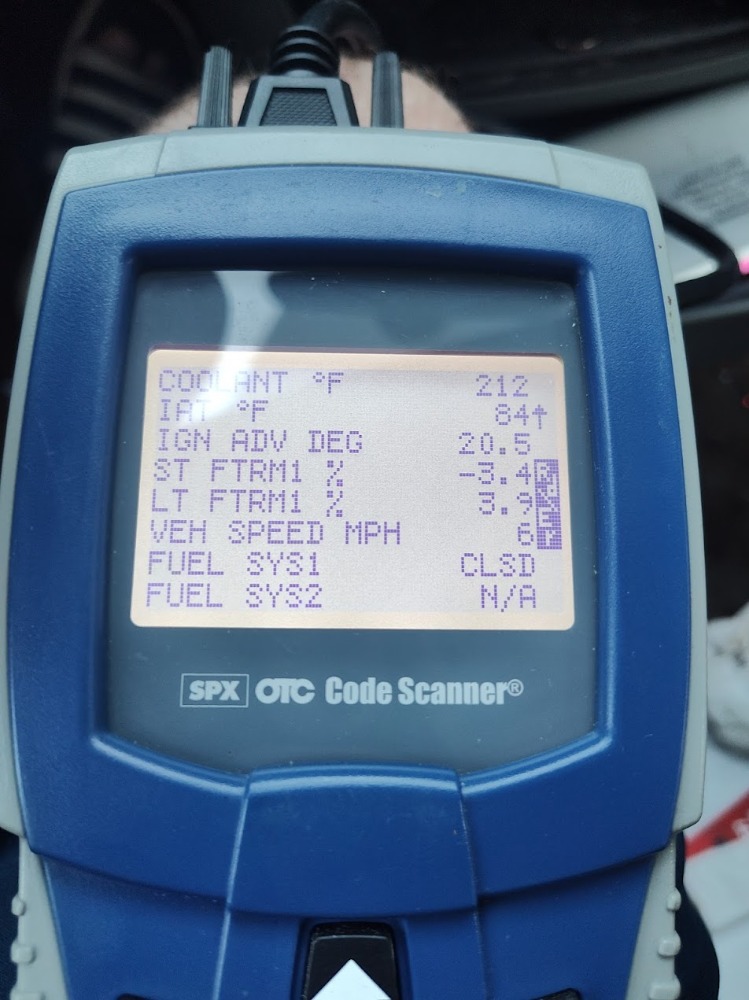 COOLANT °F 212
IAT °F 84↑
IGN ADV DEG 20.5
ST FTRM1 % -3.4
LT FTRM1 % 3.9
VEH SPEED MPH 6
FUEL SYS1 CLSD
FUEL SYS2 N/A
SPX OTC Code Scanner®